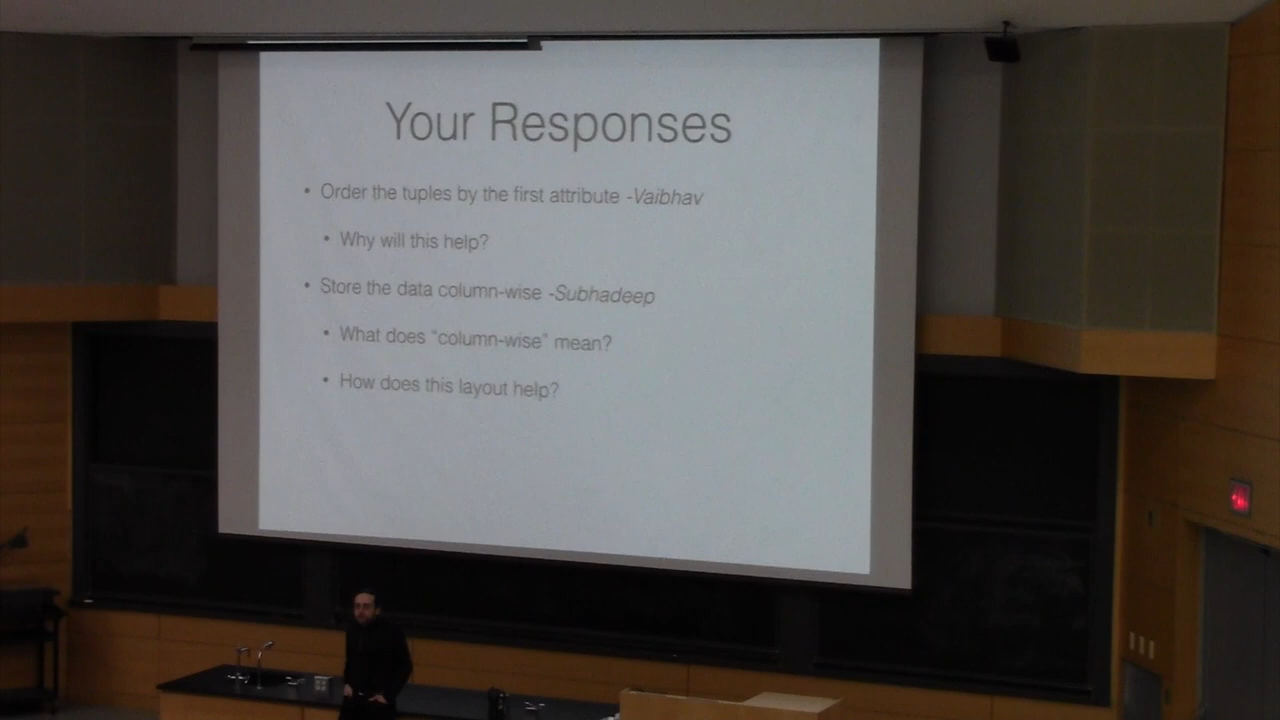 Your Responses
• Order the tuples by the first attribute -Vaibhav
• Why will this help?
• Store the data column-wise -Subhadeep
• What does “column-wise” mean?
• How does this layout help?